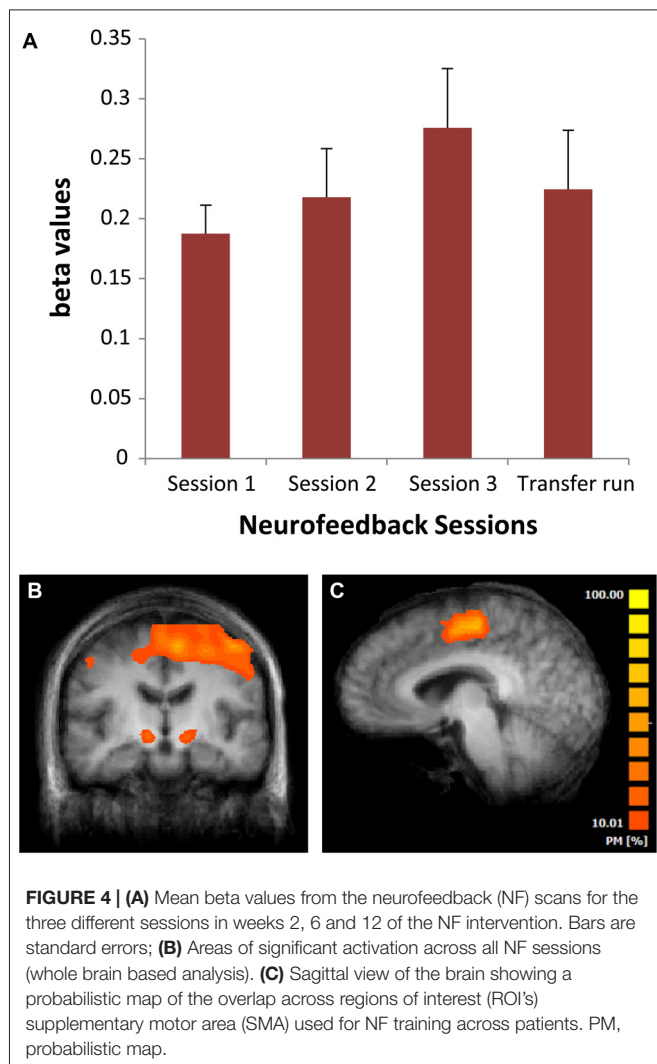 A
0.35
0.3
0.25
0.2
0.15
0.1
0.05
0
beta values
Session 1 Session 2 Session 3 Transfer run
Neurofeedback Sessions
B
C
100.00
10.01
PM [%]
FIGURE 4 | (A) Mean beta values from the neurofeedback (NF) scans for the
three different sessions in weeks 2, 6 and 12 of the NF intervention. Bars are
standard errors; (B) Areas of significant activation across all NF sessions
(whole brain based analysis). (C) Sagittal view of the brain showing a
probabilistic map of the overlap across regions of interest (ROI's)
supplementary motor area (SMA) used for NF training across patients. PM,
probabilistic map.